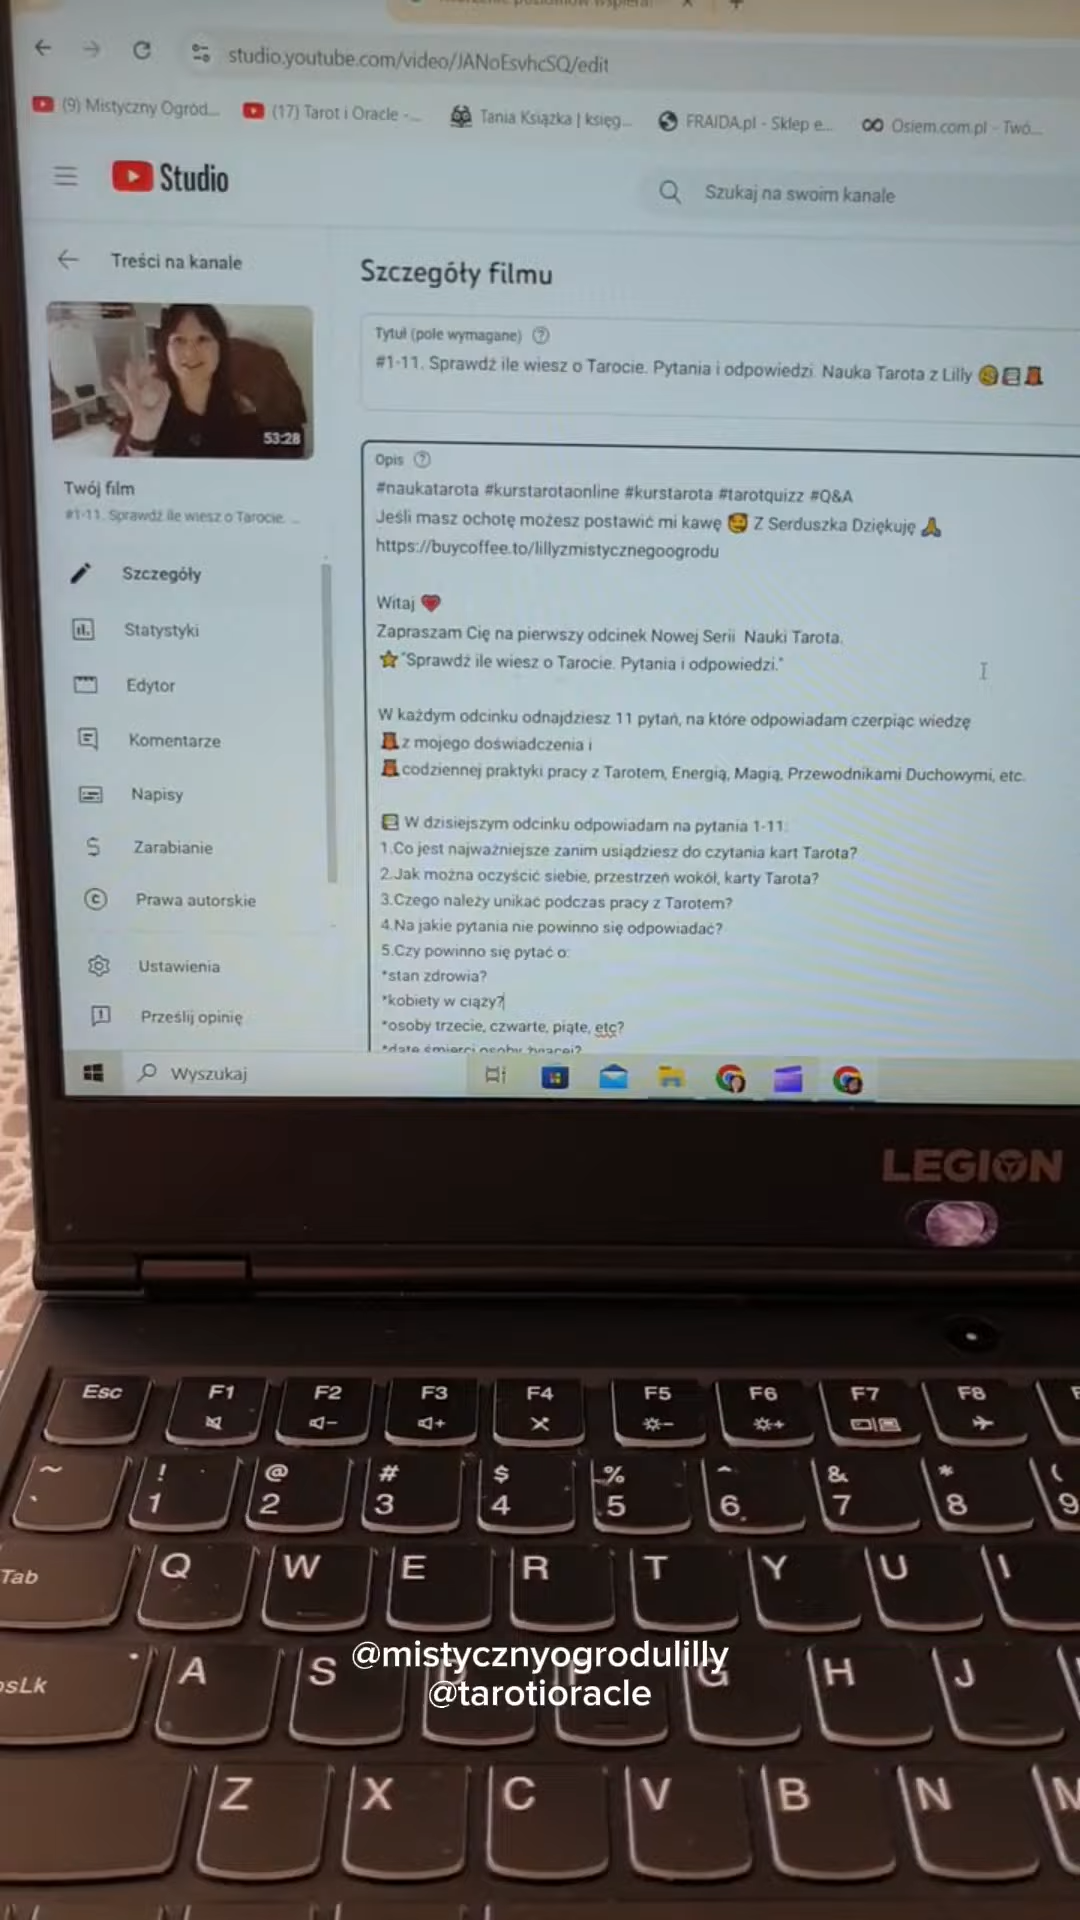 studio.youtube.com/video/JANoEsvhcSQ/edit
(9) Mistyczny Ogród...
(17) Tarot i Oracle -...
Tania Książka | księg...
FRAJDA.pl - Sklep e...
Osiem.com.pl - Twó...
Studio
Szukaj na swoim kanale
Treści na kanale
53:28
Twój film
#1-11. Sprawdź ile wiesz o Tarocie. ...
Szczegóły
Statystyki
Edytor
Komentarze
Napisy
Zarabianie
Prawa autorskie
Ustawienia
Prześlij opinię
Szczegóły filmu
Tytuł (pole wymagane)
#1-11. Sprawdź ile wiesz o Tarocie. Pytania i odpowiedzi. Nauka Tarota z Lilly
Opis
#naukatarota #kurstarotaonline #kurstarota #tarotquizz #Q&A
Jeśli masz ochotę możesz postawić mi kawę 🥰 Z Serduszka Dziękuję 🙏
https://buycoffee.to/lillyzmistycznegoogrodu
Witaj ❤️
Zapraszam Cię na pierwszy odcinek Nowej Serii Nauki Tarota.
⭐"Sprawdź ile wiesz o Tarocie. Pytania i odpowiedzi."
W każdym odcinku odnajdziesz 11 pytań, na które odpowiadam czerpiąc wiedzę
z mojego doświadczenia i
codziennej praktyki pracy z Tarotem, Energią, Magią, Przewodnikami Duchowymi, etc.
W dzisiejszym odcinku odpowiadam na pytania 1-11:
1.Co jest najważniejsze zanim usiądziesz do czytania kart Tarota?
2.Jak można oczyścić siebie, przestrzeń wokół, karty Tarota?
3.Czego należy unikać podczas pracy z Tarotem?
4.Na jakie pytania nie powinno się odpowiadać?
5.Czy powinno się pytać o:
*stan zdrowia?
*kobiety w ciąży?
*osoby trzecie, czwarte, piąte, etc?
*datę śmierci osoby żyjącej?
Wyszukaj
LEGION
Esc F1 F2 F3 F4 F5 F6 F7 F8
~ ! @ # $ % ^ & * (
\` 1 2 3 4 5 6 7 8 9
Tab Q W E R T Y U I
A S G H J
@mistycznyogrodulilly
@tarotioracle
Z X C V B N M